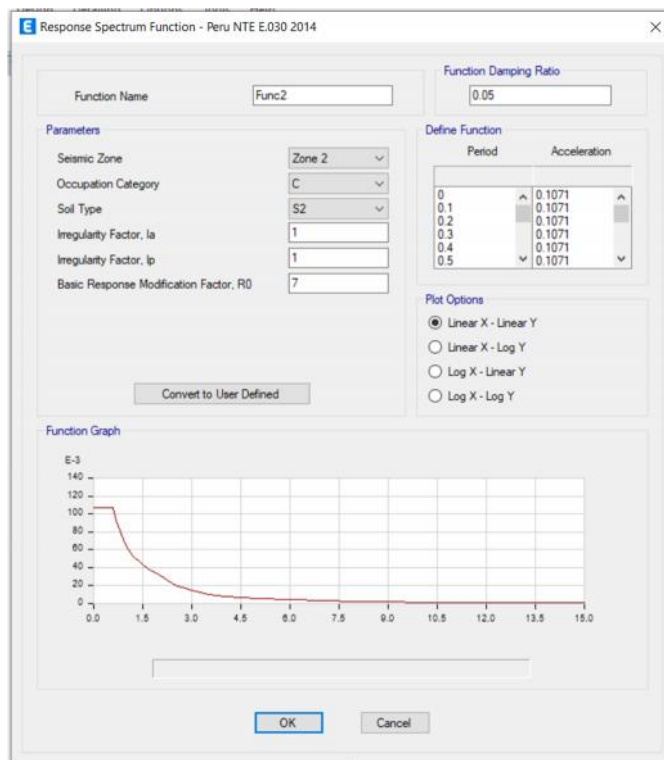 E Response Spectrum Function - Peru NTE E.030 2014
Function Damping Ratio
Function Name
Func2
0.05
Parameters
Define Function
Seismic Zone
Zone 2
Period
Acceleration
Occupation Category
C
Soil Type
S2
Irregularity Factor, Ia
1
Irregularity Factor, Ip
1
Basic Response Modification Factor, R0
7
0 0.1071
0.1 0.1071
0.2 0.1071
0.3 0.1071
0.4 0.1071
0.5 0.1071
Plot Options
Linear X - Linear Y
Linear X - Log Y
Log X - Linear Y
Log X - Log Y
Convert to User Defined
Function Graph
E-3
140
120
100
80
60
40
20
0
0.0 1.5 3.0 4.5 6.0 7.5 9.0 10.5 12.0 13.5 15.0
OK Cancel